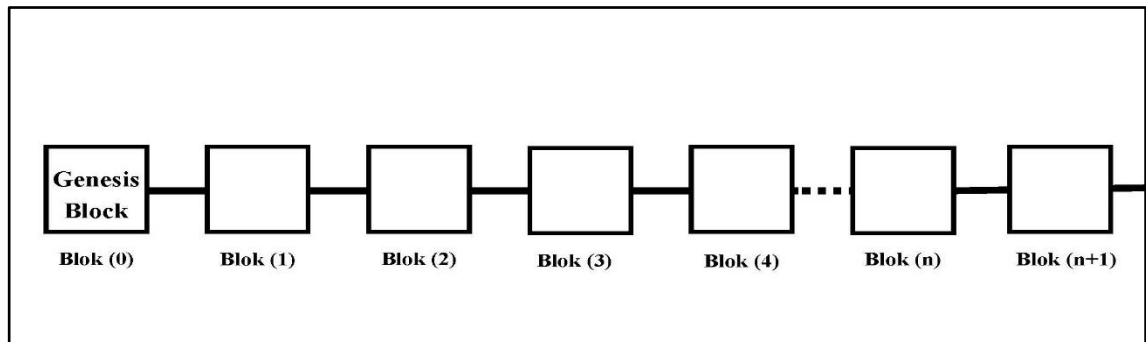 Genesis
Block
Blok (0)
Blok (1)
Blok (2)
Blok (3)
Blok (4)
Blok (n)
Blok (n+1)